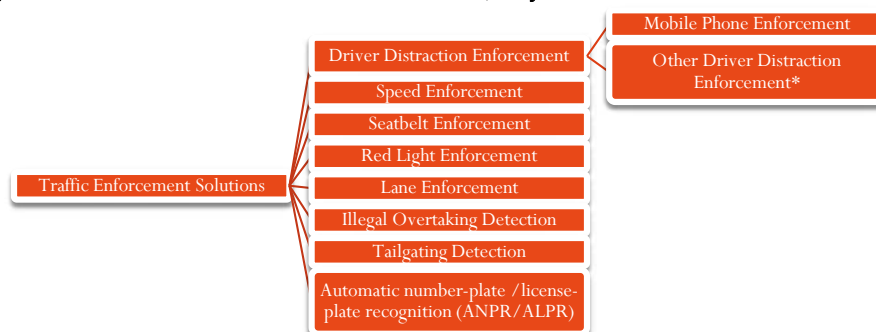 Mobile Phone Enforcement
Driver Distraction Enforcement
Other Driver Distraction
Enforcement*
Speed Enforcement
Seatbelt Enforcement
Red Light Enforcement
Traffic Enforcement Solutions
Lane Enforcement
Illegal Overtaking Detection
Tailgating Detection
Automatic number-plate /license-
plate recognition (ANPR/ALPR)